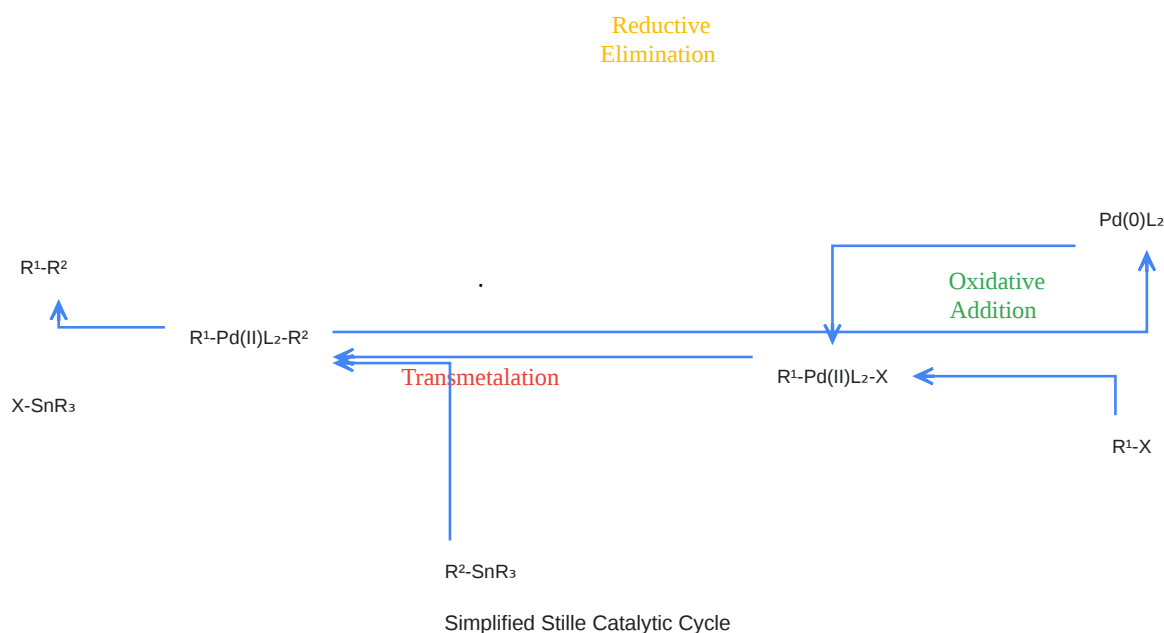 Reductive
Elimination
Pd(0)L₂
R¹-R²
Oxidative
Addition
R¹-Pd(II)L₂-R²
Transmetalation
R¹-Pd(II)L₂-X
X-SnR₃
R¹-X
R²-SnR₃
Simplified Stille Catalytic Cycle